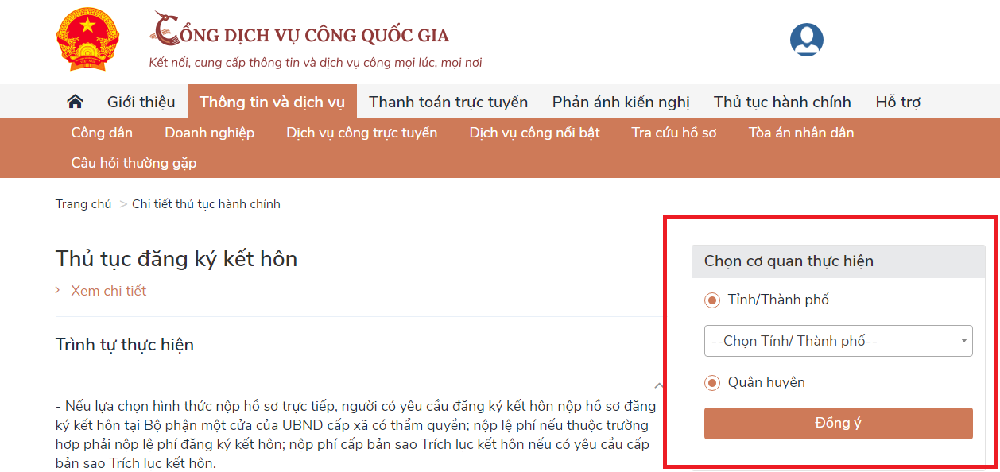 CỔNG DỊCH VỤ CÔNG QUỐC GIA
Kết nối, cung cấp thông tin và dịch vụ công mọi lúc, mọi nơi
Giới thiệu Thông tin và dịch vụ Thanh toán trực tuyến Phản ánh kiến nghị Thủ tục hành chính Hỗ trợ
Công dân Doanh nghiệp Dịch vụ công trực tuyến Dịch vụ công nổi bật Tra cứu hồ sơ Tòa án nhân dân
Câu hỏi thường gặp
Trang chủ > Chi tiết thủ tục hành chính
Thủ tục đăng ký kết hôn
> Xem chi tiết
Trình tự thực hiện
- Nếu lựa chọn hình thức nộp hồ sơ trực tiếp, người có yêu cầu đăng ký kết hôn nộp hồ sơ đăng
ký kết hôn tại Bộ phận một cửa của UBND cấp xã có thẩm quyền; nộp lệ phí nếu thuộc trường
hợp phải nộp lệ phí đăng ký kết hôn; nộp phí cấp bản sao Trích lục kết hôn nếu có yêu cầu cấp
bản sao Trích lục kết hôn.
Chọn cơ quan thực hiện
Tỉnh/Thành phố
--Chọn Tỉnh/ Thành phố--
Quận huyện
Đồng ý